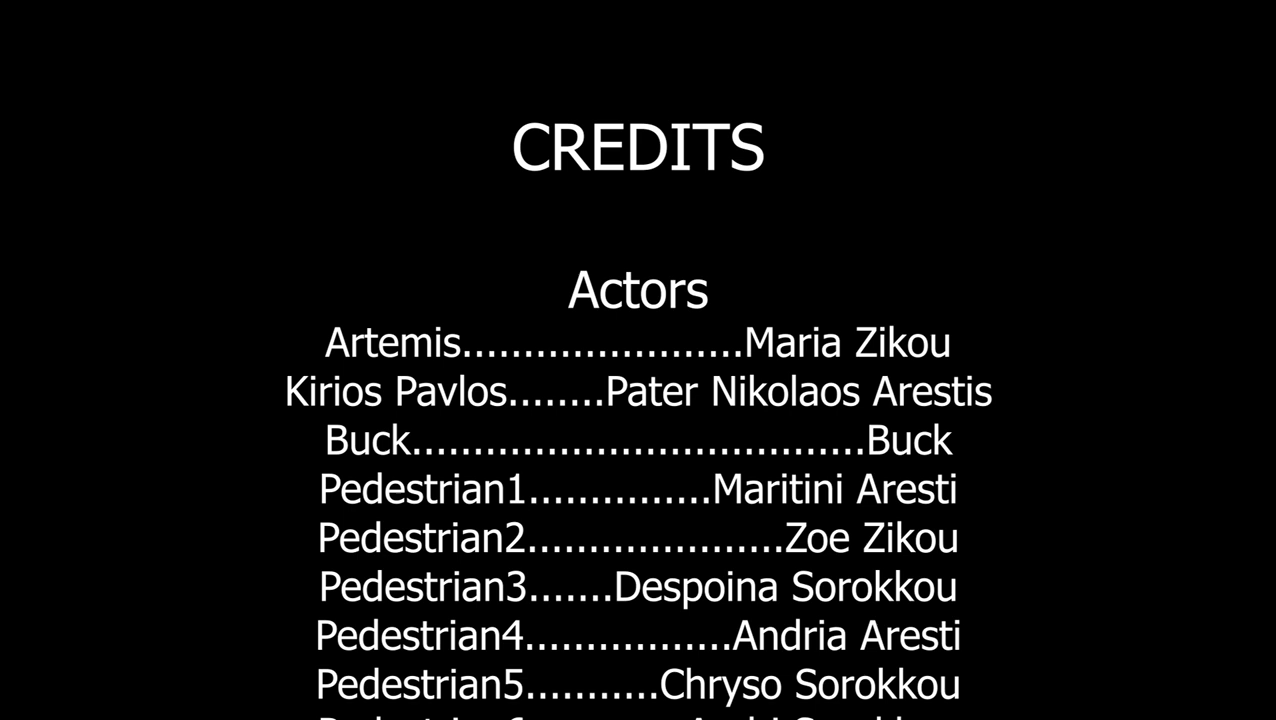 CREDITS
Actors
Artemis.......................Maria Zikou
Kirios Pavlos........Pater Nikolaos Arestis
Buck.....................................Buck
Pedestrian1...............Maritini Aresti
Pedestrian2.....................Zoe Zikou
Pedestrian3.......Despoina Sorokkou
Pedestrian4.................Andria Aresti
Pedestrian5...........Chryso Sorokkou